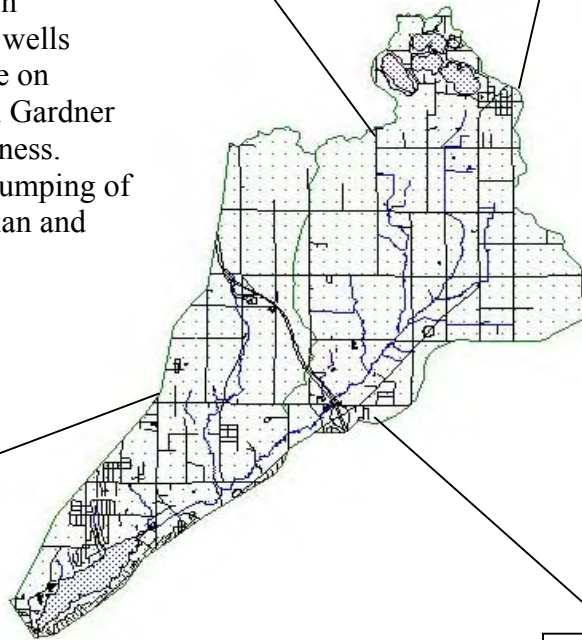 wells
e on
Gardner
ness.
umping of
an and